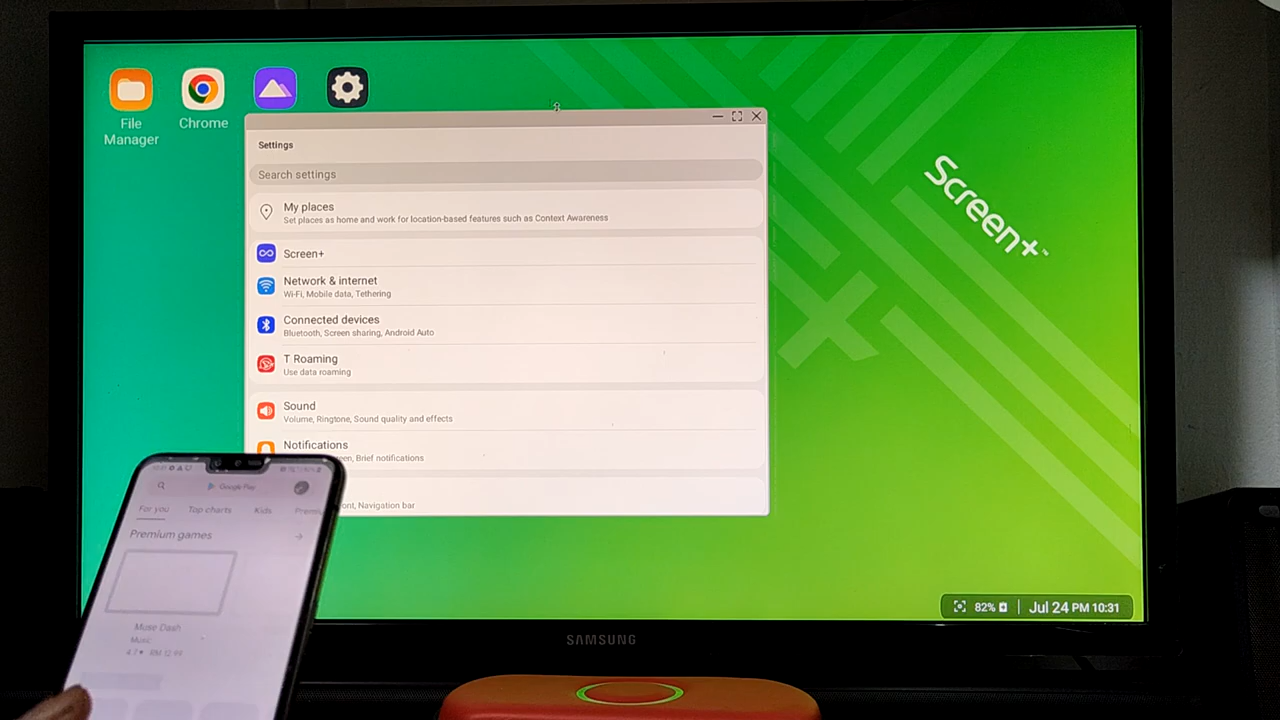 File
Manager
Chrome
Settings
Search settings
My places
Set places as home and work for location-based features such as Context Awareness
Screen+
Network & internet
Wi-Fi, Mobile data, Tethering
Connected devices
Bluetooth, Screen sharing, Android Auto
T Roaming
Use data roaming
Sound
Volume, Ringtone, Sound quality and effects
Notifications
een, Brief notifications
ont, Navigation bar
Screen+™
82%
Jul 24 PM 10:31
SAMSUNG
Google Play
For you
Top charts
Kids
Premiu
Premium games
Muse Dash
Music
4.7★ RM 12.99